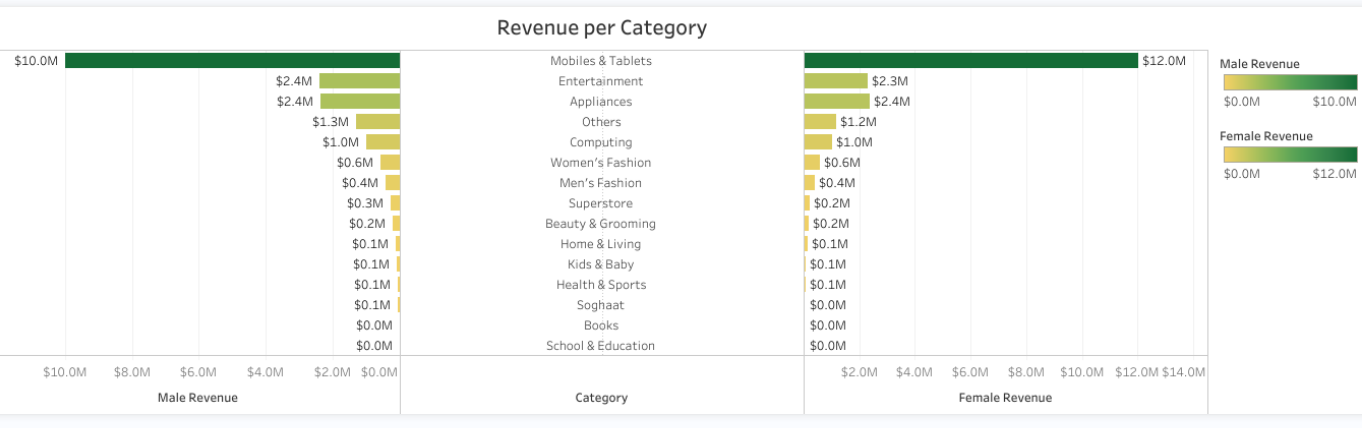 Revenue per Category
$10.0M Mobiles & Tablets $12.0M
$2.4M Entertainment $2.3M
$2.4M Appliances $2.4M
$1.3M Others $1.2M
$1.0M Computing $1.0M
$0.6M Women's Fashion $0.6M
$0.4M Men's Fashion $0.4M
$0.3M Superstore $0.2M
$0.2M Beauty & Grooming $0.2M
$0.1M Home & Living $0.1M
$0.1M Kids & Baby $0.1M
$0.1M Health & Sports $0.1M
$0.1M Soghaat $0.0M
$0.0M Books $0.0M
$0.0M School & Education $0.0M
$10.0M $8.0M $6.0M $4.0M $2.0M $0.0M $2.0M $4.0M $6.0M $8.0M $10.0M $12.0M $14.0M
Male Revenue Category Female Revenue
Male Revenue
$0.0M $10.0M
Female Revenue
$0.0M $12.0M